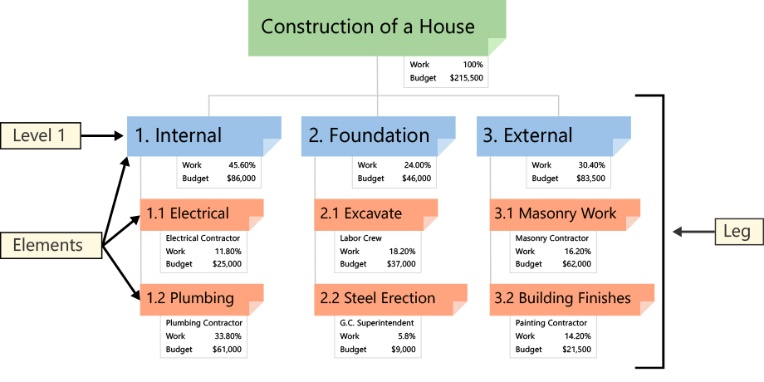 Construction of a House
Work 100%
Budget $215,500
Level 1
1. Internal
Work 45.60%
Budget $86,000
2. Foundation
Work 24.00%
Budget $46,000
3. External
Work 30.40%
Budget $83,500
Elements
Leg
1.1 Electrical
Electrical Contractor
Work 11.80%
Budget $25,000
2.1 Excavate
Labor Crew
Work 18.20%
Budget $37,000
3.1 Masonry Work
Masonry Contractor
Work 16.20%
Budget $62,000
1.2 Plumbing
Plumbing Contractor
Work 33.80%
Budget $61,000
2.2 Steel Erection
G.C. Superintendent
Work 5.8%
Budget $9,000
3.2 Building Finishes
Painting Contractor
Work 14.20%
Budget $21,500